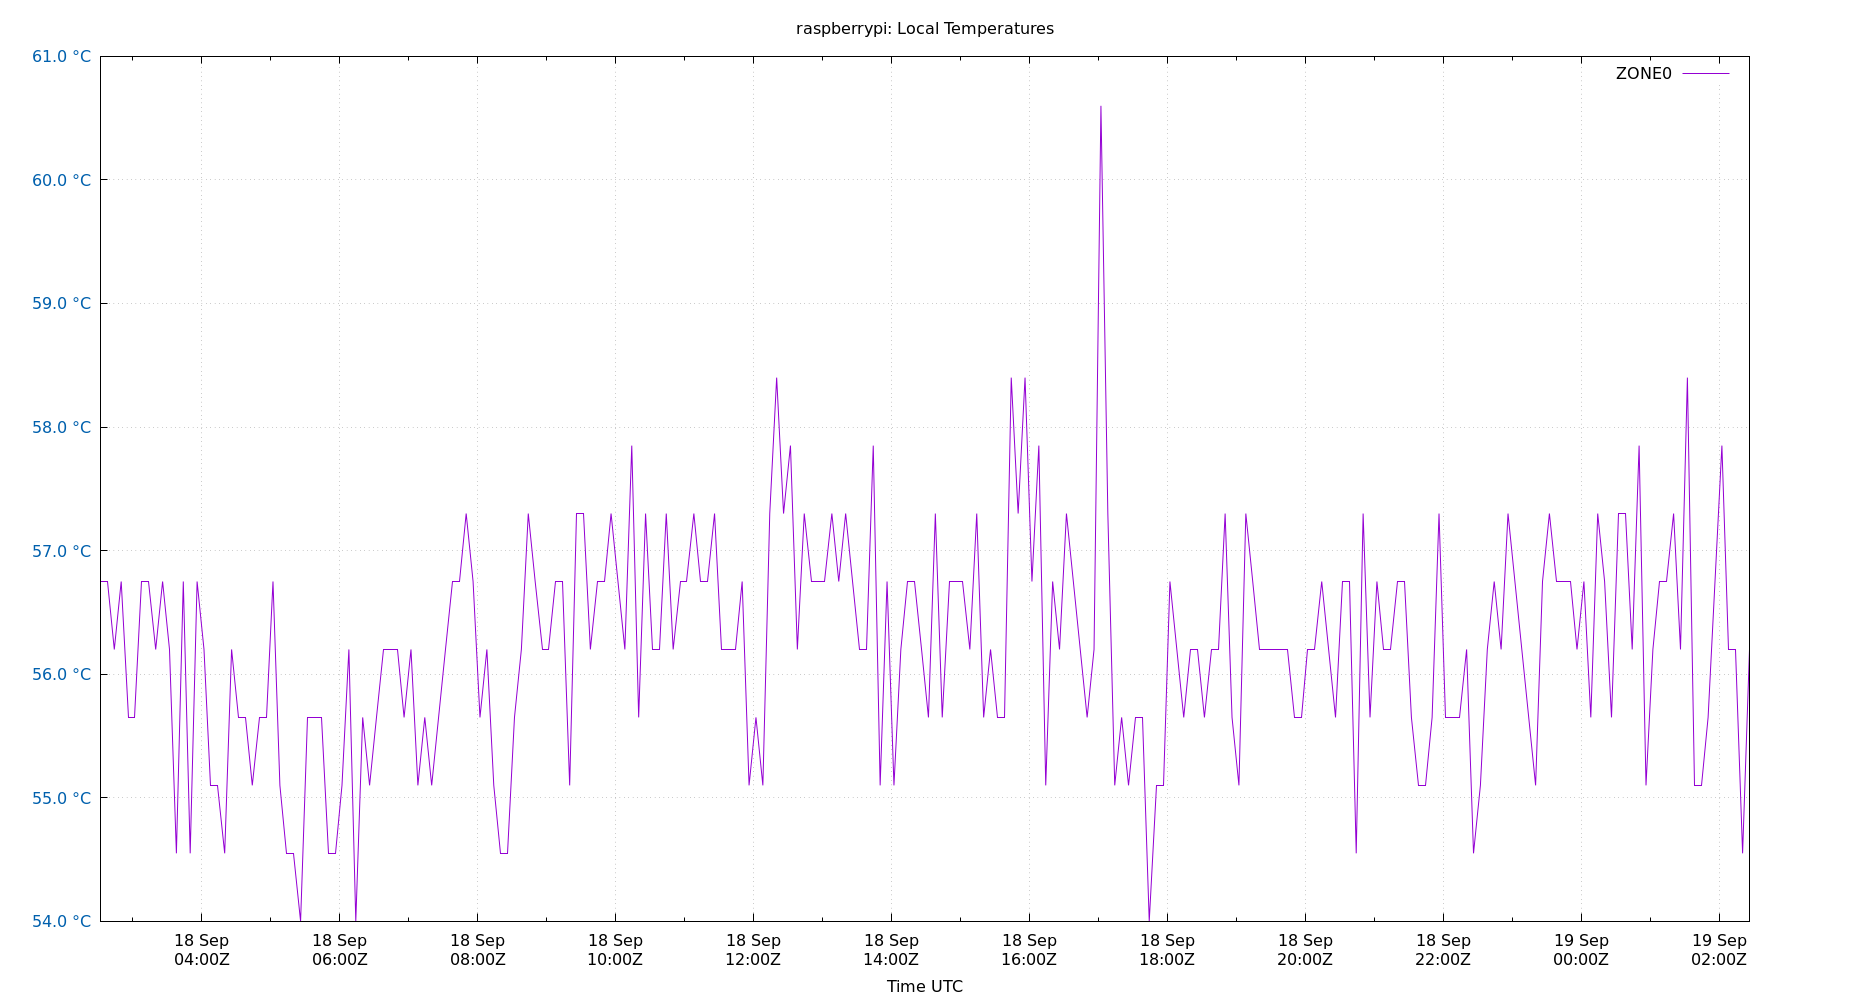 raspberrypi: Local Temperatures
61.0 °C
ZONE0
60.0 °C
59.0 °C
58.0 °C
57.0 °C
56.0 °C
55.0 °C
54.0 °C
18 Sep 18 Sep 18 Sep 18 Sep 18 Sep 18 Sep 18 Sep 18 Sep 18 Sep 18 Sep 19 Sep 19 Sep
04:00Z 06:00Z 08:00Z 10:00Z 12:00Z 14:00Z 16:00Z 18:00Z 20:00Z 22:00Z 00:00Z 02:00Z
Time UTC